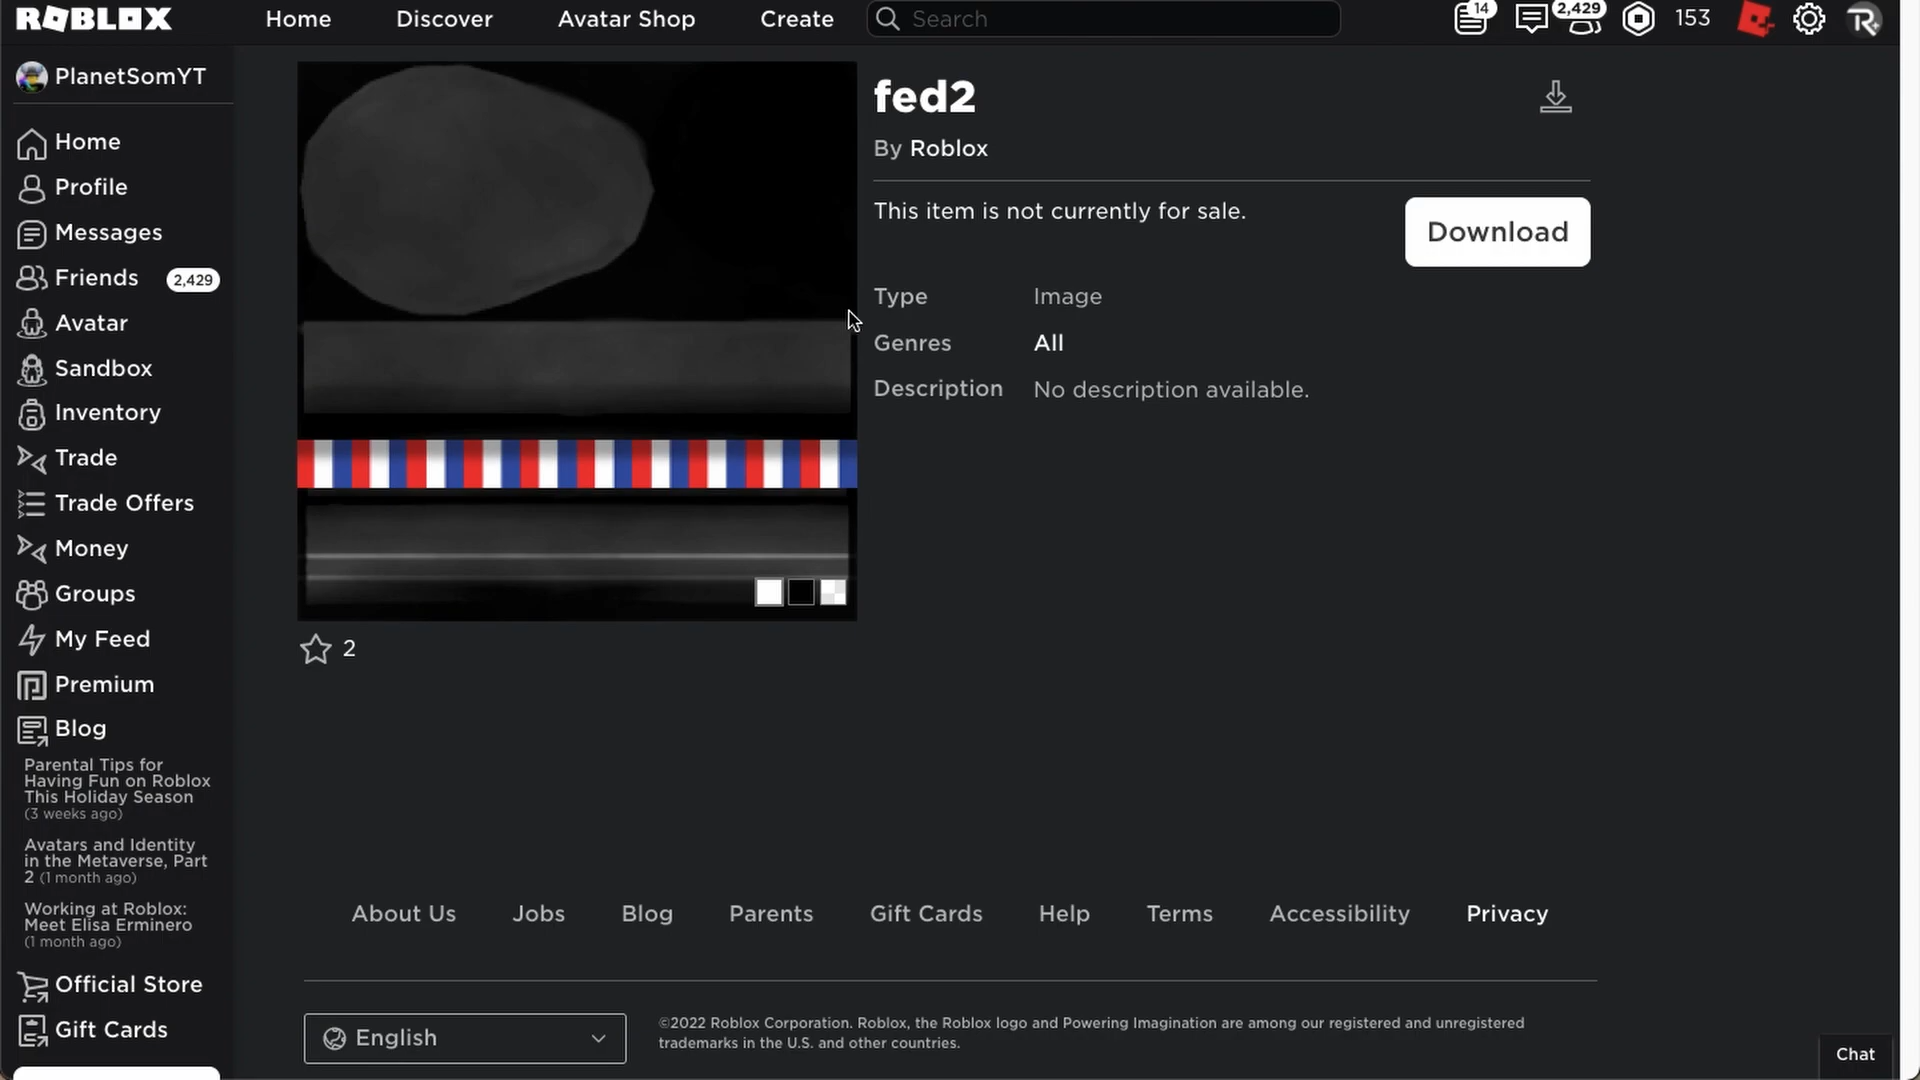 ROBLOX
Home
Discover
Avatar Shop
Create
Search
14
2,429
153
PlanetSomYT
Home
Profile
Messages
Friends
2,429
Avatar
Sandbox
Inventory
Trade
Trade Offers
Money
Groups
My Feed
Premium
Blog
Parental Tips for
Having Fun on Roblox
This Holiday Season
(3 weeks ago)
Avatars and Identity
in the Metaverse, Part
2 (1 month ago)
Working at Roblox:
Meet Elisa Erminero
(1 month ago)
Official Store
Gift Cards
fed2
By Roblox
This item is not currently for sale.
Download
Type Image
Genres All
Description No description available.
2
About Us
Jobs
Blog
Parents
Gift Cards
Help
Terms
Accessibility
Privacy
English
©2022 Roblox Corporation. Roblox, the Roblox logo and Powering Imagination are among our registered and unregistered
trademarks in the U.S. and other countries.
Chat